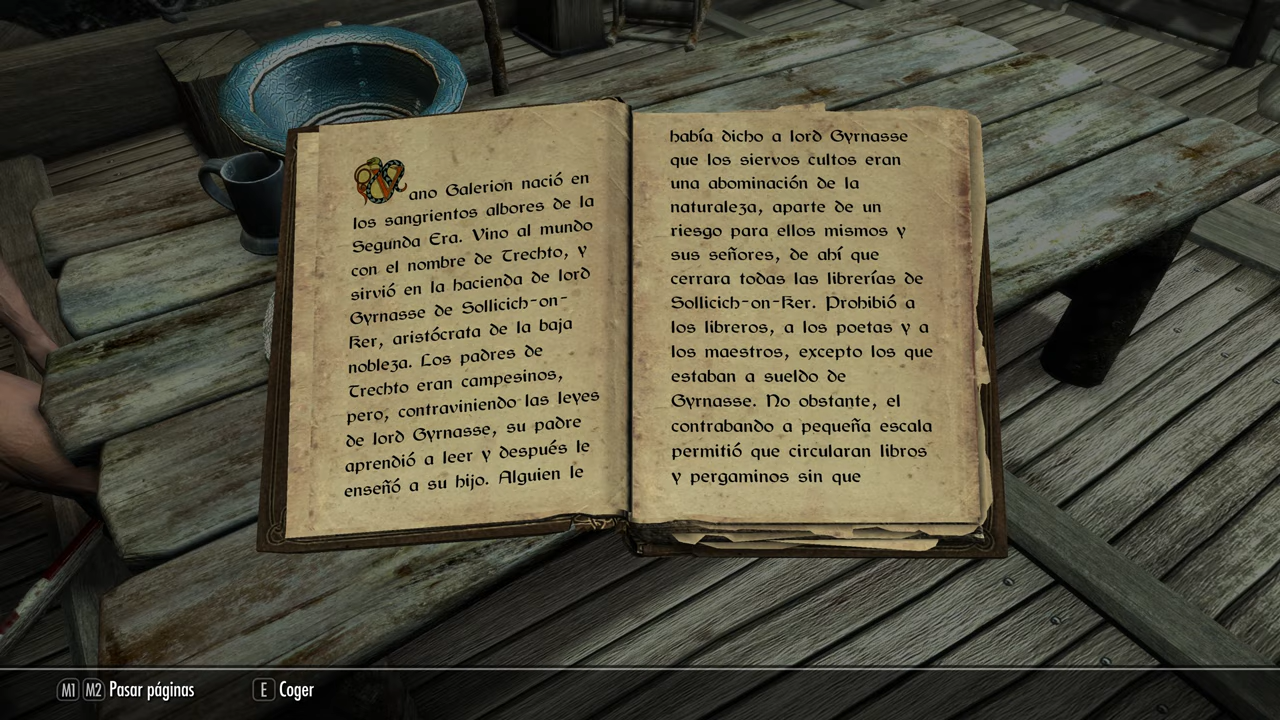 Vano Galerion nació en
los sangrientos albores de la
Segunda Era. Vino al mundo
con el nombre de Trechto, y
sirvió en la hacienda de lord
Gyrnasse de Sollicich-on-
Ker, aristócrata de la baja
nobleza. Los padres de
Trechto eran campesinos,
pero, contraviniendo las leyes
de lord Gyrnasse, su padre
aprendió a leer y después le
enseñó a su hijo. Alguien le
había dicho a lord Gyrnasse
que los siervos cultos eran
una abominación de la
naturaleza, aparte de un
riesgo para ellos mismos y
sus señores, de ahí que
cerrara todas las librerías de
Sollicich-on-Ker. Prohibió a
los libreros, a los poetas y a
los maestros, excepto los que
estaban a sueldo de
Gyrnasse. No obstante, el
contrabando a pequeña escala
permitió que circularan libros
y pergaminos sin que
M1 M2 Pasar páginas E Coger